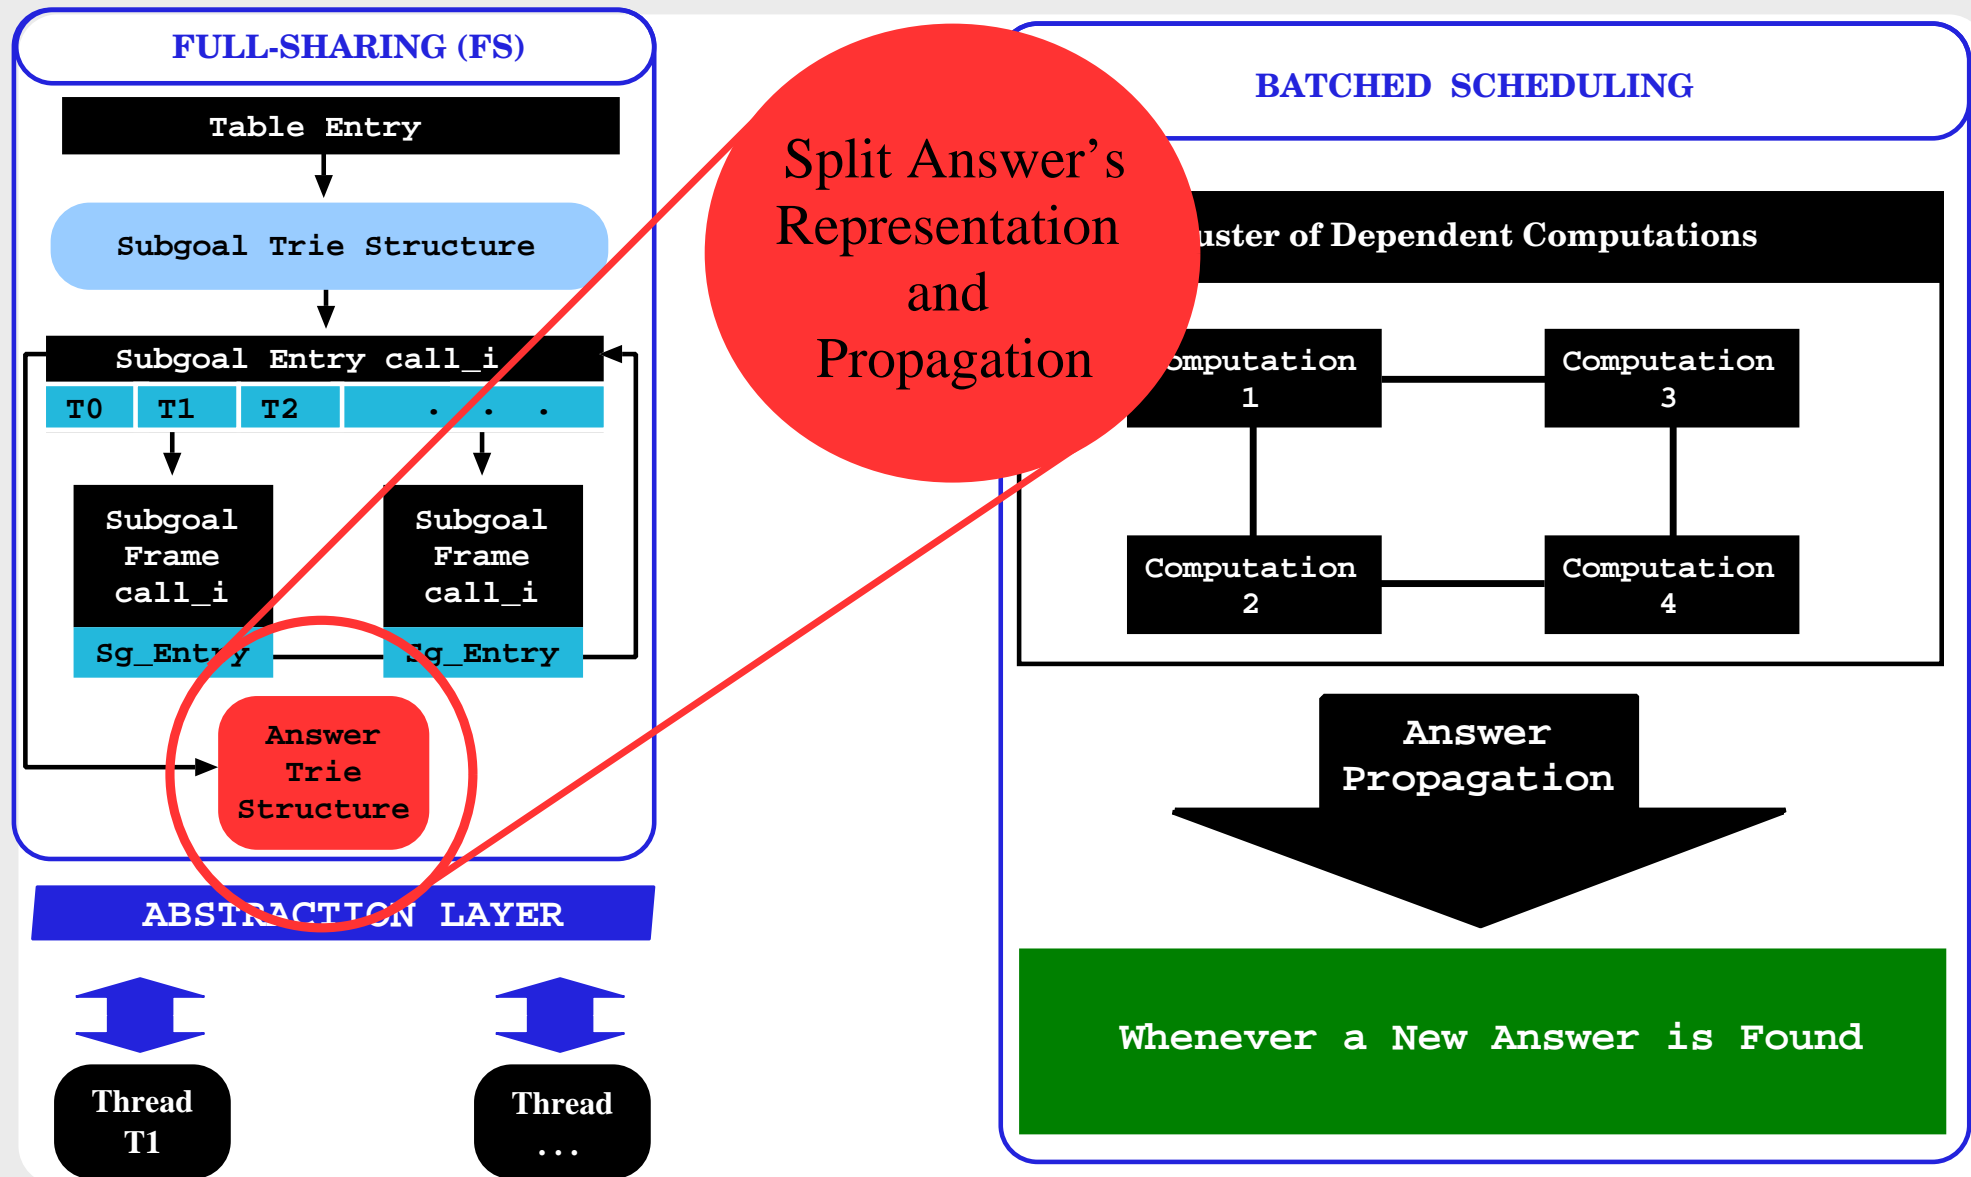 FULL-SHARING (FS)
Table Entry
Subgoal Trie Structure
Subgoal Entry call_i
T0 T1 T2 . . .
Subgoal
Frame
call_i
Subgoal
Frame
call_i
Sg_Entry
Sg_Entry
Answer
Trie
Structure
ABSTRACTION LAYER
Thread
T1
Thread
...
Split Answer’s
Representation
and
Propagation
BATCHED SCHEDULING
uster of Dependent Computations
omputation
1
Computation
3
Computation
2
Computation
4
Answer
Propagation
Whenever a New Answer is Found